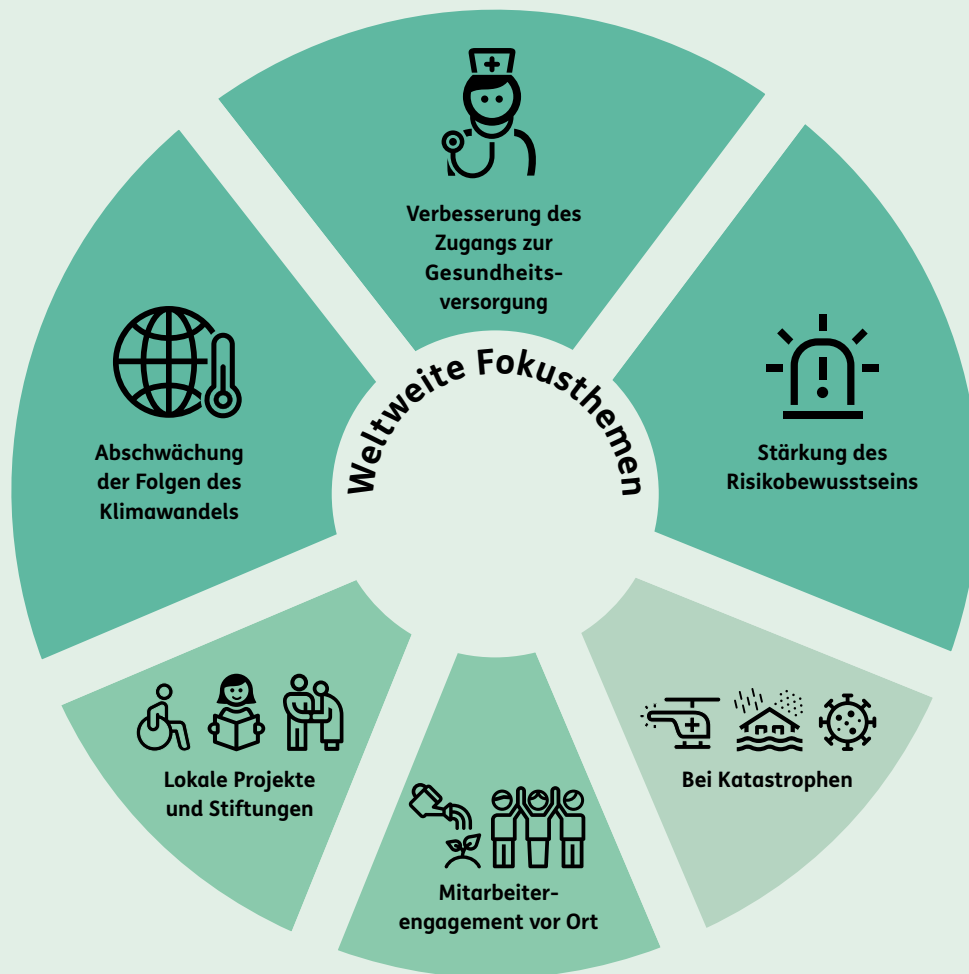 Verbesserung des
Zugangs zur
Gesundheits-
versorgung
Weltweite Fokusthemen
Abschwächung
der Folgen des
Klimawandels
Stärkung des
Risikobewusstseins
Lokale Projekte
und Stiftungen
Bei Katastrophen
Mitarbeiter-
engagement vor Ort